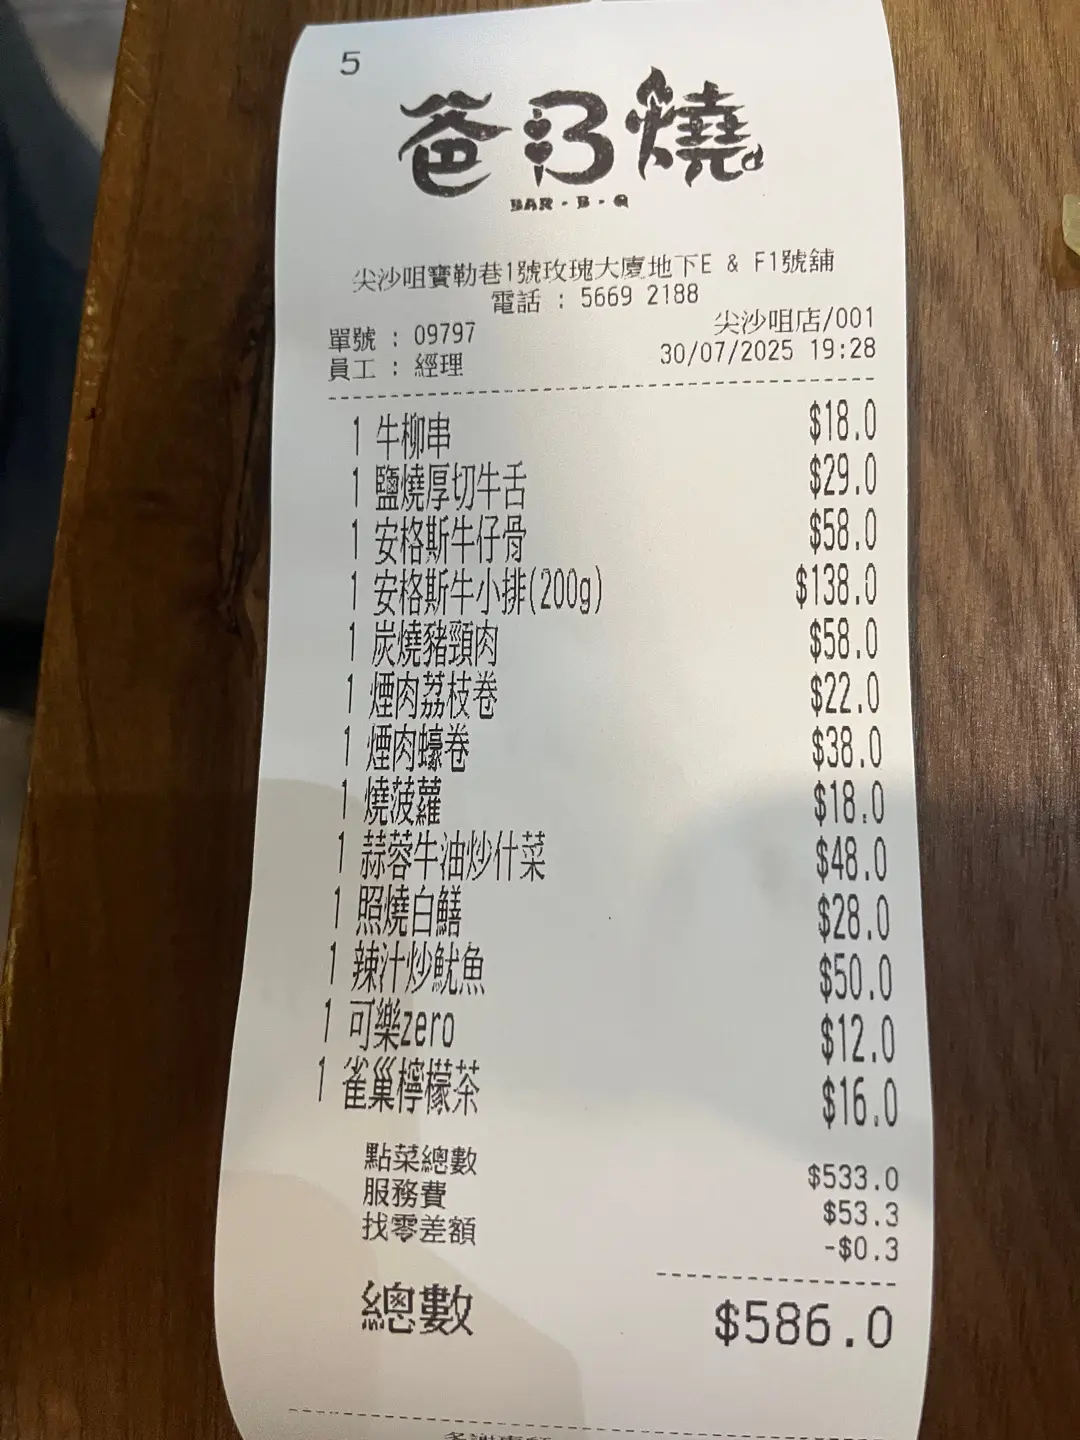 5
爸B燒
BAR-B-Q
尖沙咀寶勒巷1號玫瑰大廈地下E & F1號舖
電話 : 5669 2188
單號 : 09797 尖沙咀店/001
員工 : 經理 30/07/2025 19:28
1 牛柳串 $18.0
1 鹽燒厚切牛舌 $29.0
1 安格斯牛仔骨 $58.0
1 安格斯牛小排(200g) $138.0
1 炭燒豬頸肉 $58.0
1 煙肉荔枝卷 $22.0
1 煙肉蠔卷 $38.0
1 燒菠蘿 $18.0
1 蒜蓉牛油炒什菜 $48.0
1 照燒白鱔 $28.0
1 辣汁炒魷魚 $50.0
1 可樂zero $12.0
1 雀巢檸檬茶 $16.0
點菜總數 $533.0
服務費 $53.3
找零差額 -$0.3
總數 $586.0